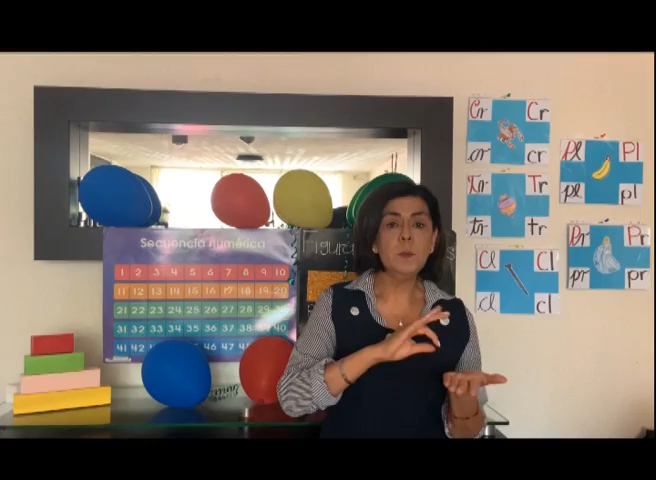 Secuencia numérica
1 2 3 4 5 6 7 8 9 10
11 12 13 14 15 16 17 18 19 20
21 22 23 24 25 26 27 28 29
31 32 33 34 35 36 37 38 39 40
41 42 45 46 47
Cr Cr
cr cr
Tr Tr
tr tr
Cl Cl
cl cl
Pl Pl
pl pl
Pr Pr
pr pr